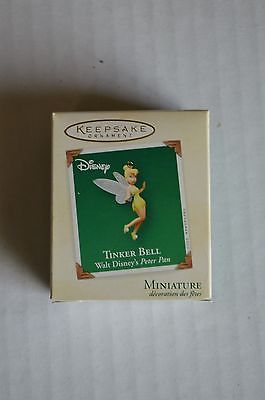 KEEPSAKE
ORNAMENT
Disney
TINKER BELL
Walt Disney's Peter Pan
MINIATURE
décoration des fêtes